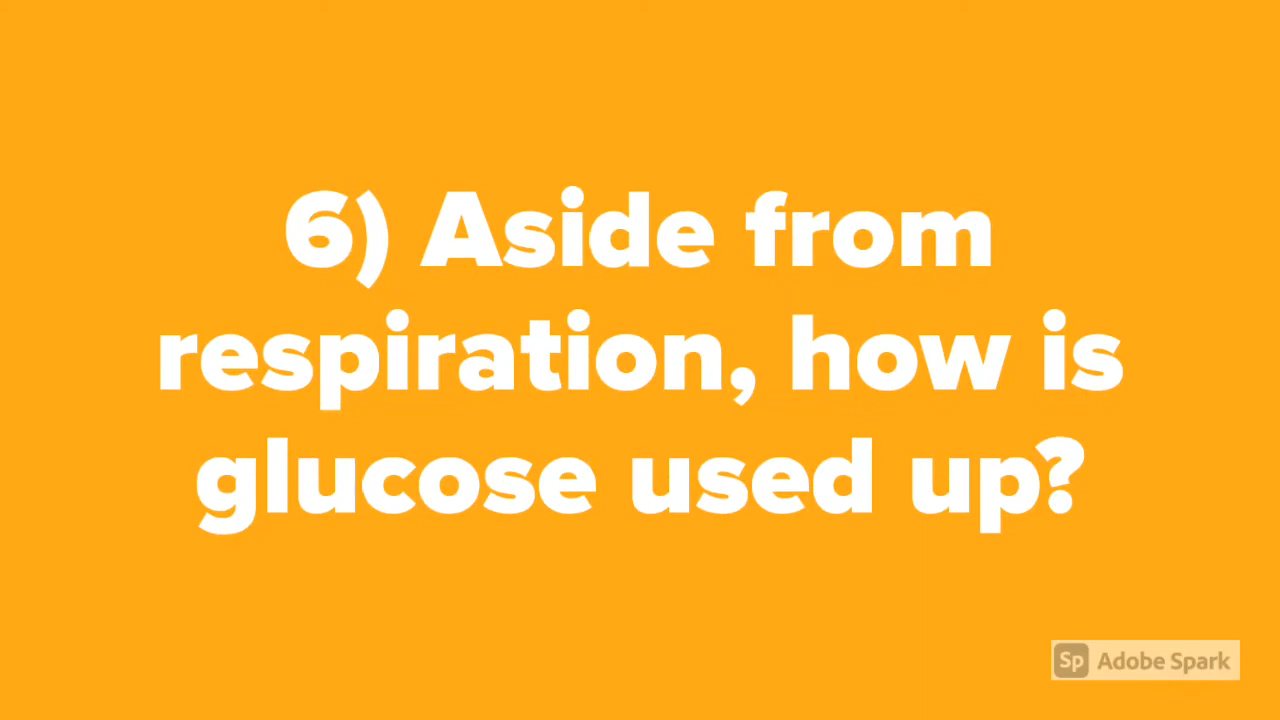 6) Aside from
respiration, how is
glucose used up?
Sp Adobe Spark